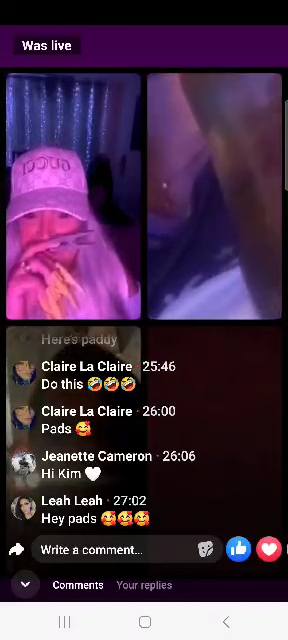 Was live
GUCCI
Here's paddy
Claire La Claire · 25:46
Do this 🤣🤣🤣
Claire La Claire · 26:00
Pads 🥰
Jeanette Cameron · 26:06
Hi Kim 🤍
Leah Leah · 27:02
Hey pads 🥰🥰🥰
Write a comment...
Comments Your replies